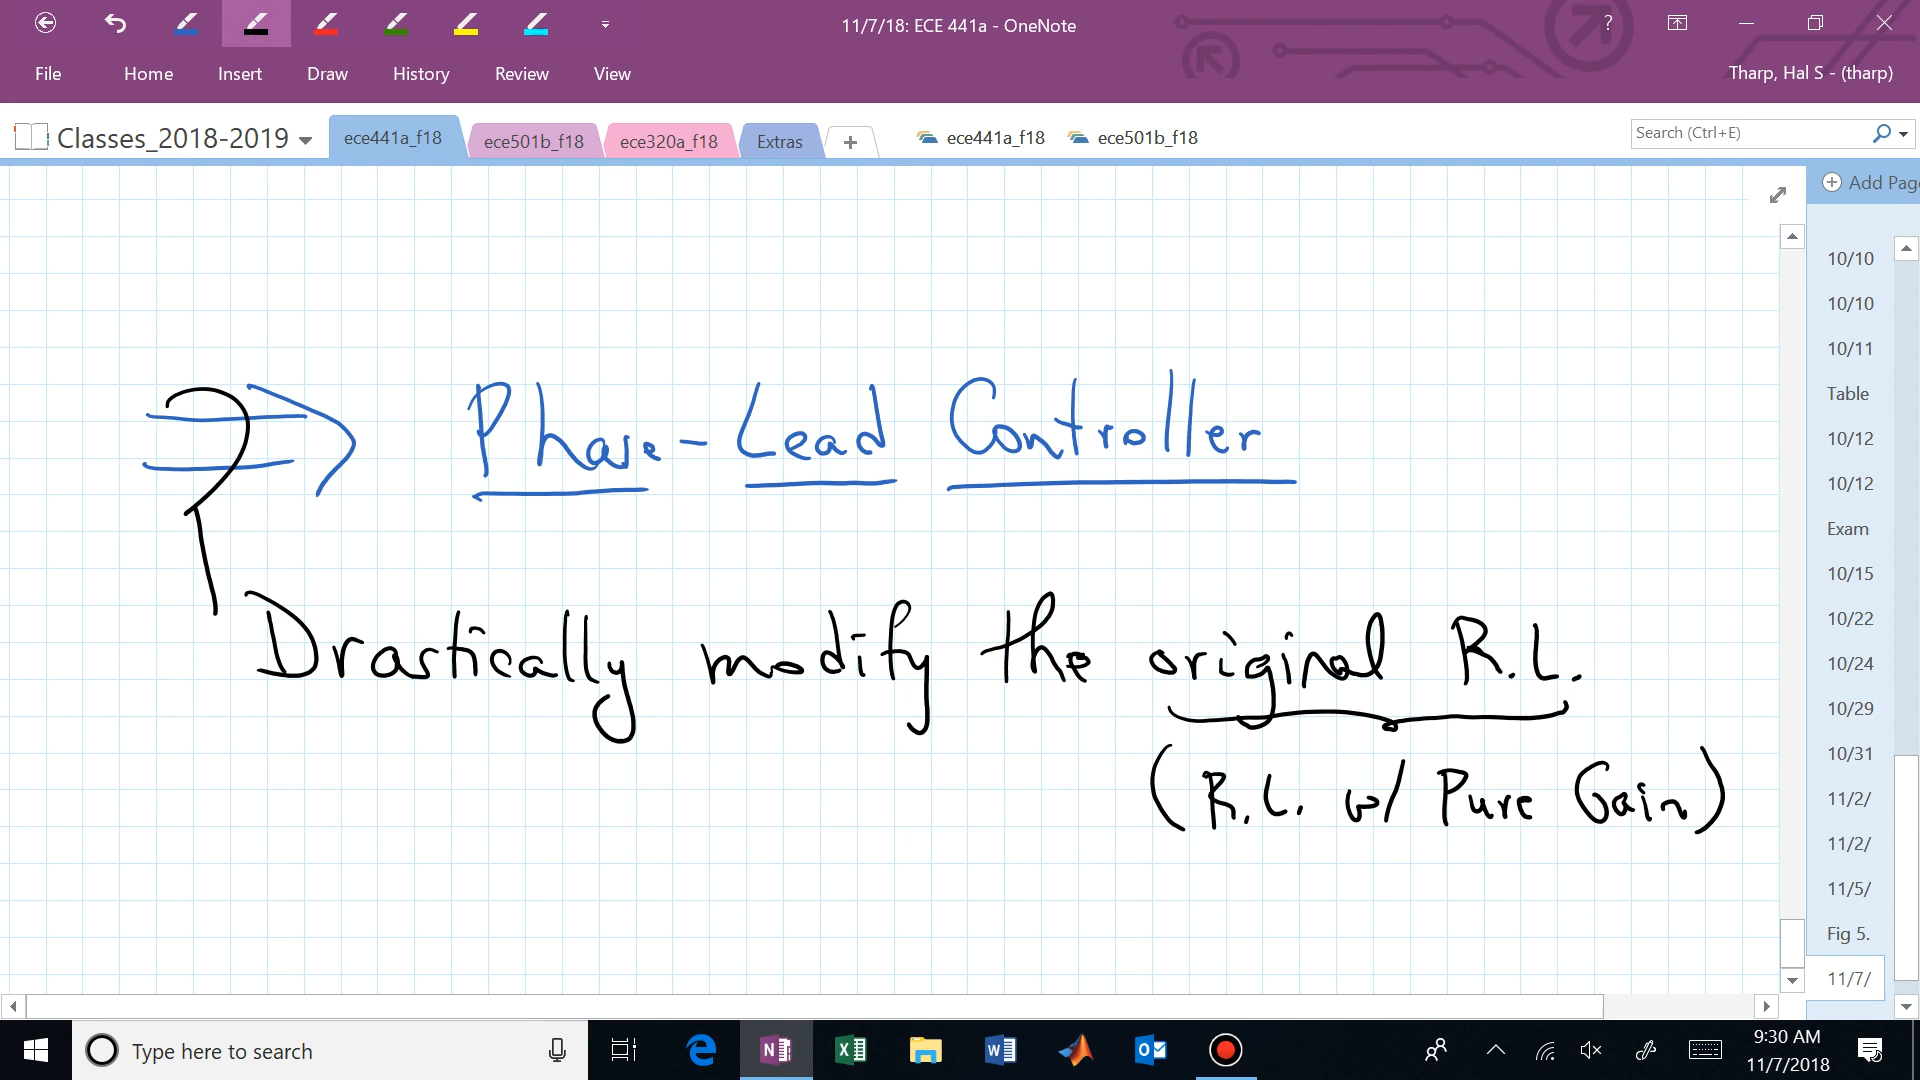 11/7/18: ECE 441a - OneNote
?
File Home Insert Draw History Review View
Tharp, Hal S - (tharp)
Classes_2018-2019 ece441a_f18 ece501b_f18 ece320a_f18 Extras + ece441a_f18 ece501b_f18
Search (Ctrl+E)
Add Pag
10/10
10/10
10/11
Table
10/12
10/12
Exam
10/15
10/22
10/24
10/29
10/31
11/2/
11/2/
11/5/
Fig 5.
11/7/
Phase-Lead Controller
Drastically modify the original R.L.
(R.L. w/ Pure Gain)
Type here to search
9:30 AM
11/7/2018